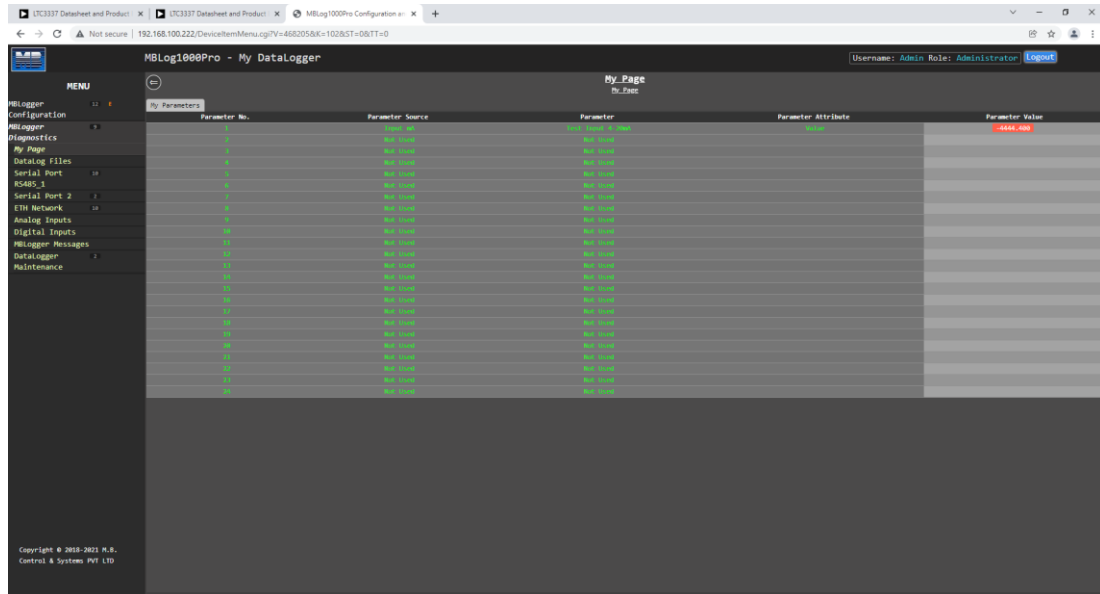 LTC3337 Datasheet and Product
LTC3337 Datasheet and Product
MBLog1000Pro Configuration an
Not secure 192.168.100.222/DeviceItemMenu.cgi?V=468205&K=102&ST=0&TT=0
MB
MBLog1000Pro - My DataLogger
Username: Admin Role: Administrator Logout
MENU
My Page
My Page
MBLogger 12 E
Configuration
MBLogger
Diagnostics
My Page
DataLog Files
Serial Port 10
RS485_1
Serial Port 2 2
ETH Network 10
Analog Inputs
Digital Inputs
MBLogger Messages
DataLogger 2
Maintenance
My Parameters
Parameter No. Parameter Source Parameter Parameter Attribute Parameter Value
1 Input mA Test Input 4-20mA Value -4444.400
2 Not Used Not Used
3 Not Used Not Used
4 Not Used Not Used
5 Not Used Not Used
6 Not Used Not Used
7 Not Used Not Used
8 Not Used Not Used
9 Not Used Not Used
10 Not Used Not Used
11 Not Used Not Used
12 Not Used Not Used
13 Not Used Not Used
14 Not Used Not Used
15 Not Used Not Used
16 Not Used Not Used
17 Not Used Not Used
18 Not Used Not Used
19 Not Used Not Used
20 Not Used Not Used
21 Not Used Not Used
22 Not Used Not Used
23 Not Used Not Used
24 Not Used Not Used
Copyright © 2018-2021 M.B.
Control & Systems PVT LTD